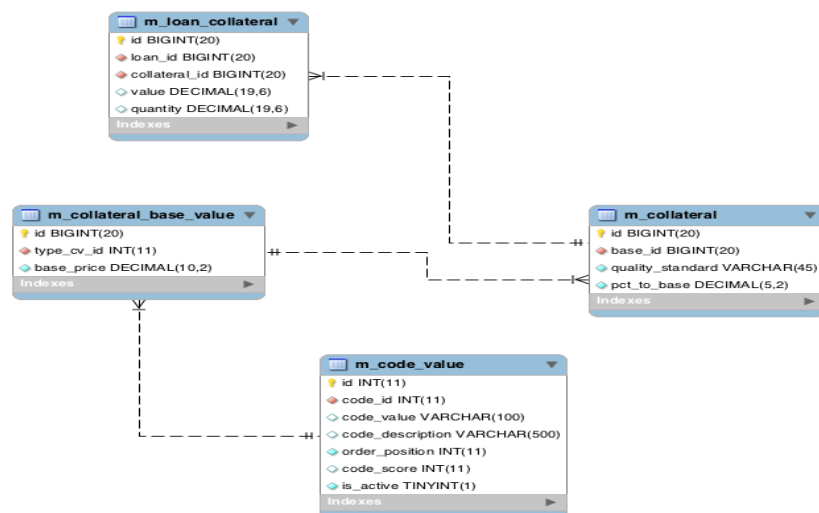 m_loan_collateral
id BIGINT(20)
loan_id BIGINT(20)
collateral_id BIGINT(20)
value DECIMAL(19,6)
quantity DECIMAL(19,6)
Indexes
m_collateral_base_value
id BIGINT(20)
type_cv_id INT(11)
base_price DECIMAL(10,2)
Indexes
m_collateral
id BIGINT(20)
base_id BIGINT(20)
quality_standard VARCHAR(45)
pct_to_base DECIMAL(5,2)
Indexes
m_code_value
id INT(11)
code_id INT(11)
code_value VARCHAR(100)
code_description VARCHAR(500)
order_position INT(11)
code_score INT(11)
is_active TINYINT(1)
Indexes